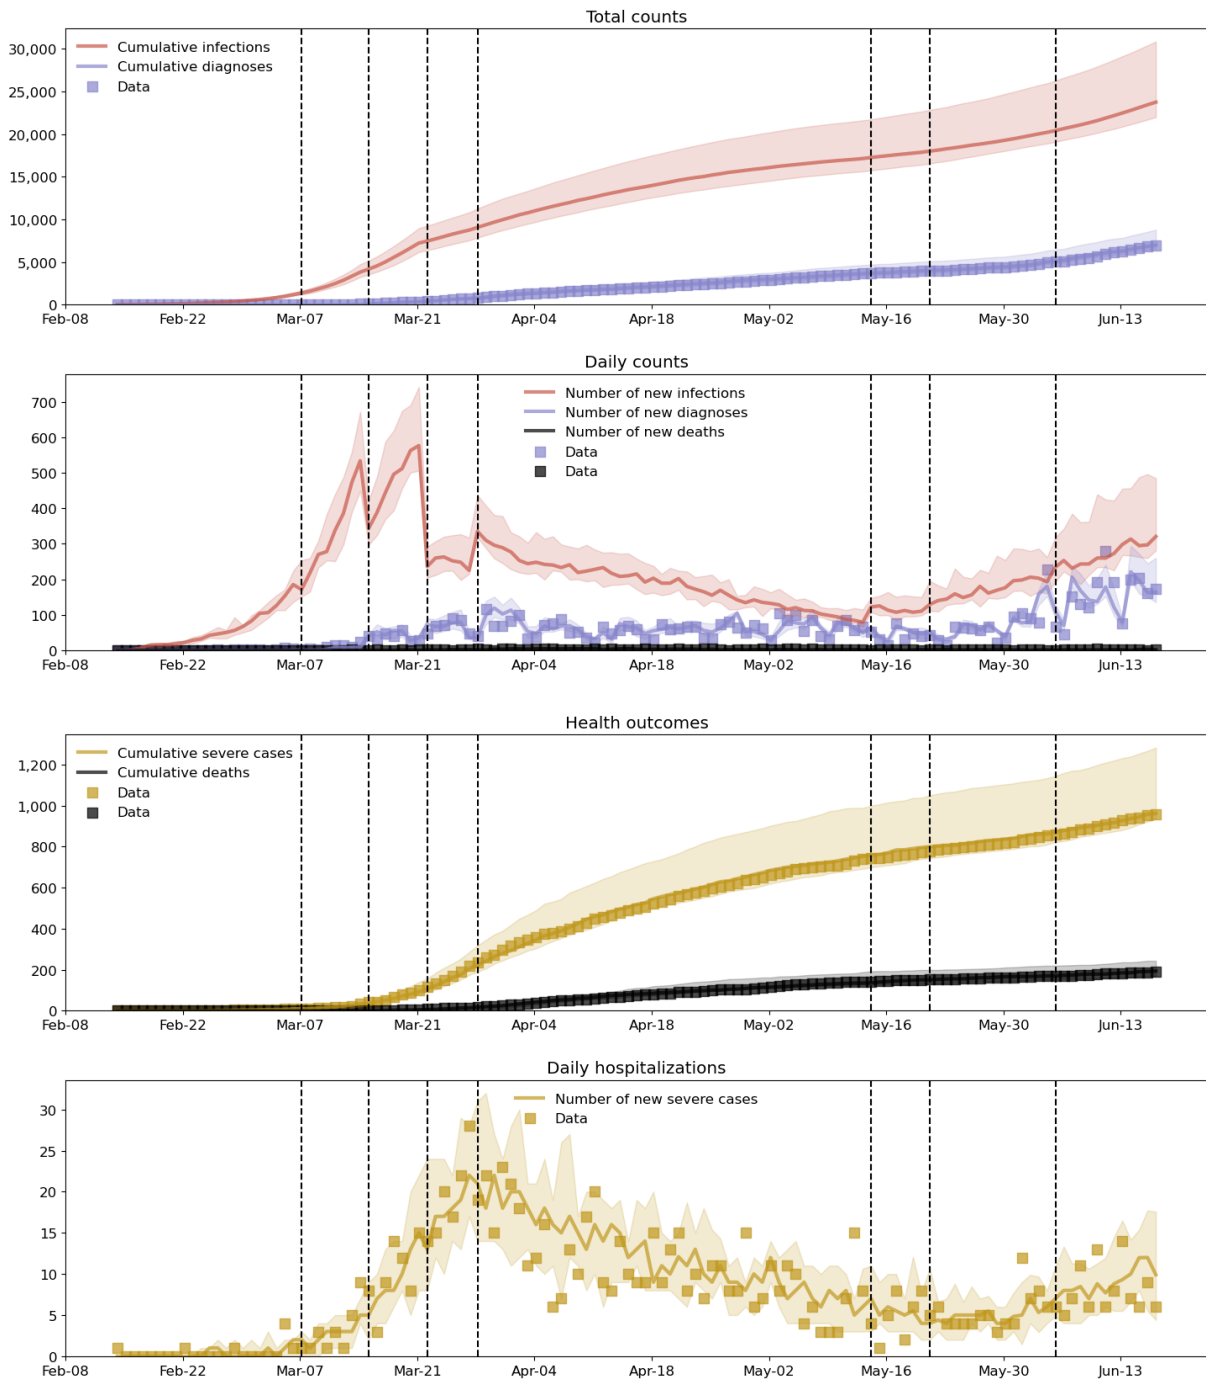 Total counts
Cumulative infections
Cumulative diagnoses
Data
30,000
25,000
20,000
15,000
10,000
5,000
0
Feb-08 Feb-22 Mar-07 Mar-21 Apr-04 Apr-18 May-02 May-16 May-30 Jun-13
Daily counts
Number of new infections
Number of new diagnoses
Number of new deaths
Data
Data
700
600
500
400
300
200
100
0
Feb-08 Feb-22 Mar-07 Mar-21 Apr-04 Apr-18 May-02 May-16 May-30 Jun-13
Health outcomes
Cumulative severe cases
Cumulative deaths
Data
Data
1,200
1,000
800
600
400
200
0
Feb-08 Feb-22 Mar-07 Mar-21 Apr-04 Apr-18 May-02 May-16 May-30 Jun-13
Daily hospitalizations
Number of new severe cases
Data
30
25
20
15
10
5
0
Feb-08 Feb-22 Mar-07 Mar-21 Apr-04 Apr-18 May-02 May-16 May-30 Jun-13